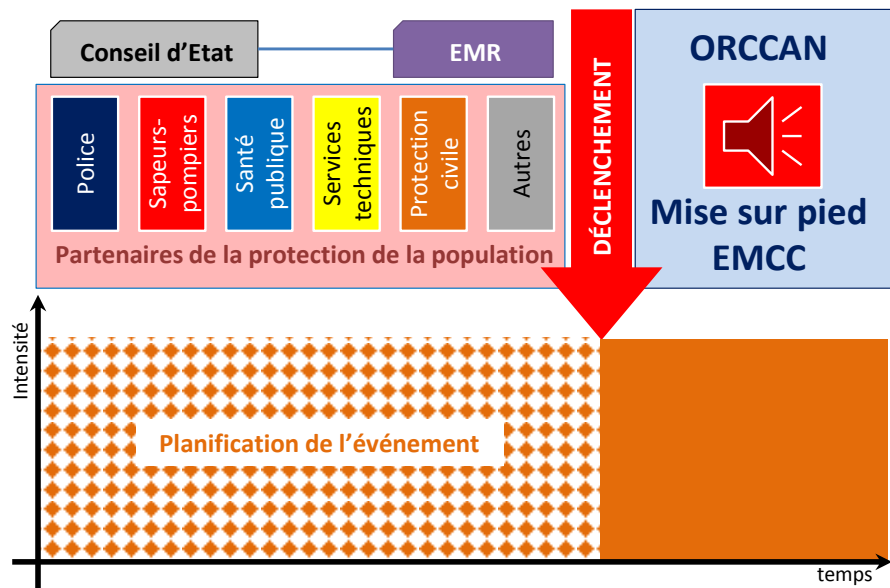 Conseil d’Etat
EMR
Police
Sapeurs-
pompiers
Santé
publique
Services
techniques
Protection
civile
Autres
Partenaires de la protection de la population
DÉCLENCHEMENT
ORCCAN
Mise sur pied
EMCC
Intensité
Planification de l’événement
temps